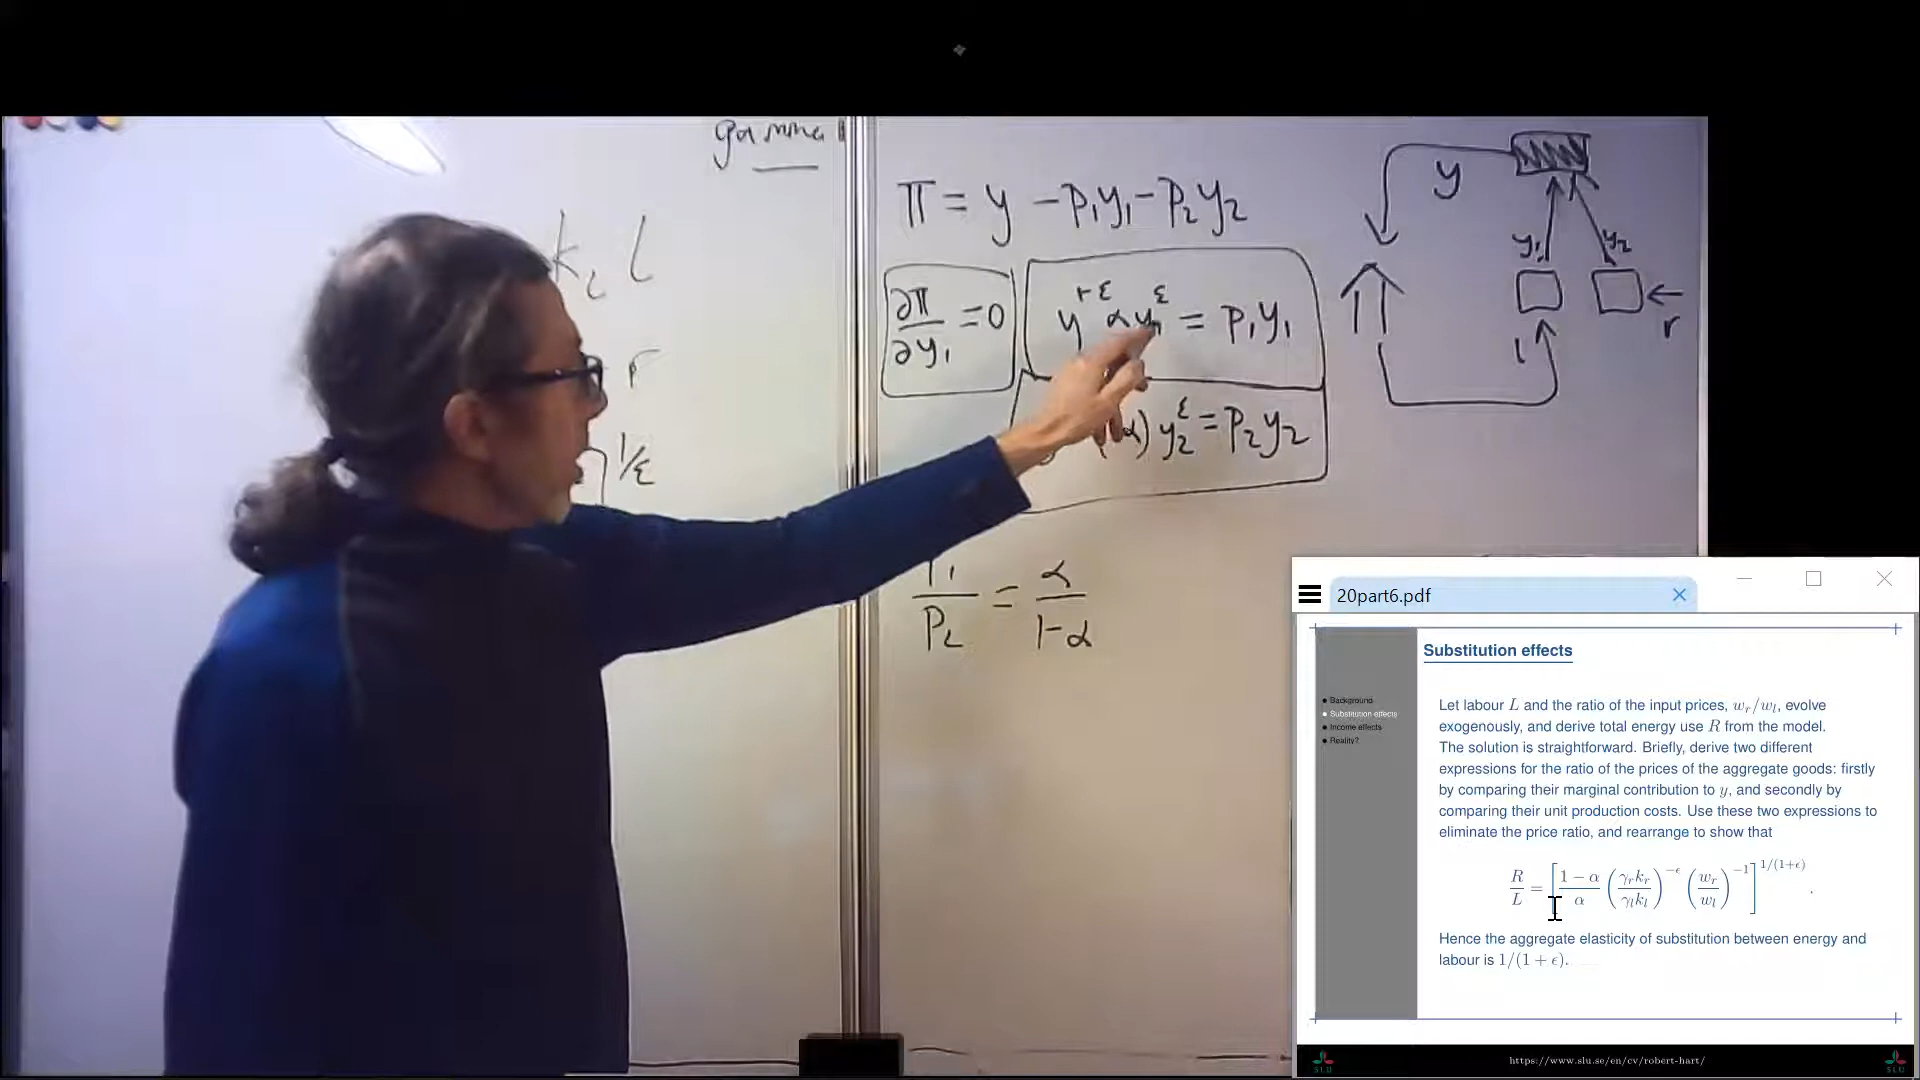 gamma
k_l l
r
1/ε
π = y - p₁y₁ - p₂y₂
∂π/∂y₁ = 0
y^{1-ε} α y₁^ε = p₁y₁
α) y₂^ε = p₂y₂
p₁/p₂ = α/1-α
y
y₁ y₂
l
r
20part6.pdf
Substitution effects
• Background
• Substitution effects
• Income effects
• Reality?
Let labour L and the ratio of the input prices, w_r/w_l, evolve
exogenously, and derive total energy use R from the model.
The solution is straightforward. Briefly, derive two different
expressions for the ratio of the prices of the aggregate goods: firstly
by comparing their marginal contribution to y, and secondly by
comparing their unit production costs. Use these two expressions to
eliminate the price ratio, and rearrange to show that
R/L = [1 − α/α (γ_r k_r/γ_l k_l)^{−ϵ} (w_r/w_l)^{−1}]^{1/(1+ϵ)}.
Hence the aggregate elasticity of substitution between energy and
labour is 1/(1 + ϵ).
https://www.slu.se/en/cv/robert-hart/
SLU
SLU